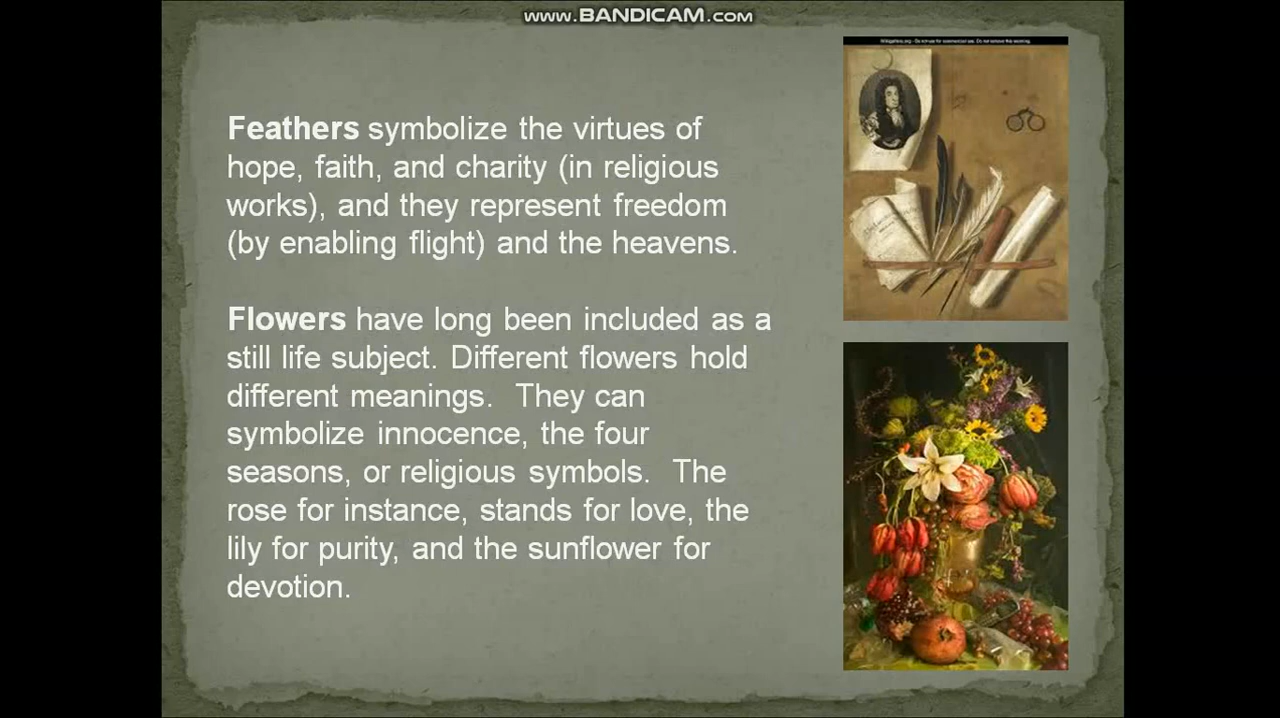 www.BANDICAM.com
Feathers symbolize the virtues of
hope, faith, and charity (in religious
works), and they represent freedom
(by enabling flight) and the heavens.
Flowers have long been included as a
still life subject. Different flowers hold
different meanings.  They can
symbolize innocence, the four
seasons, or religious symbols.  The
rose for instance, stands for love, the
lily for purity, and the sunflower for
devotion.